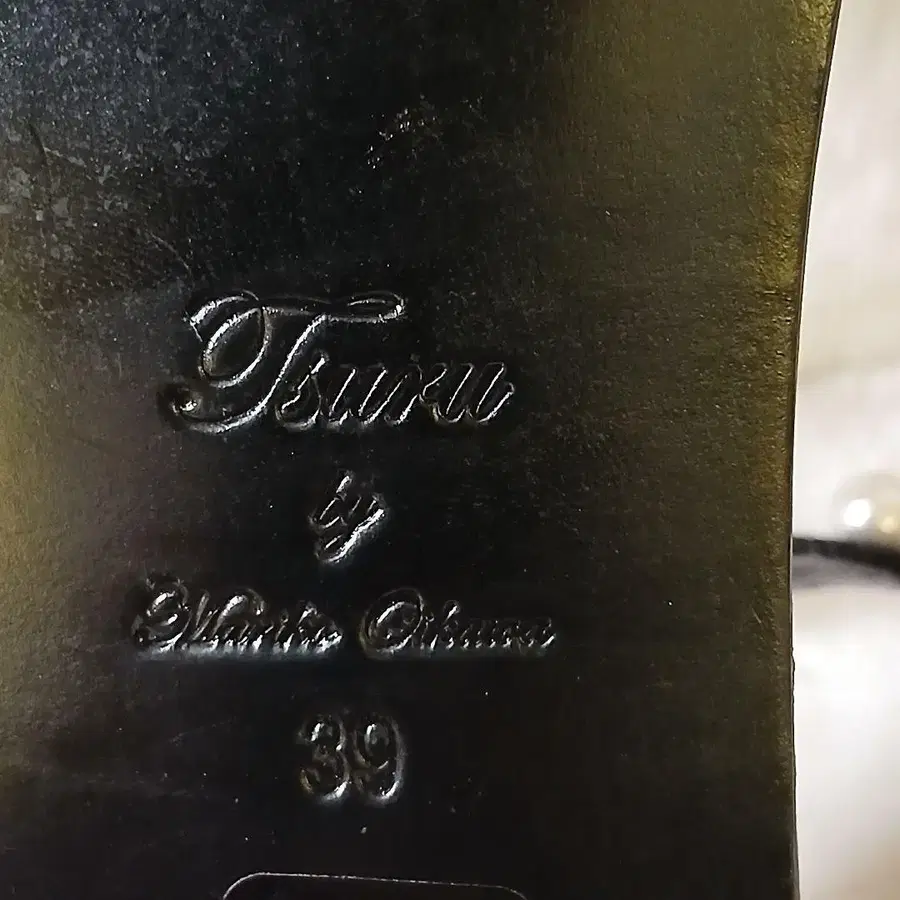 Tsuru
by
Mariko Oikawa
39